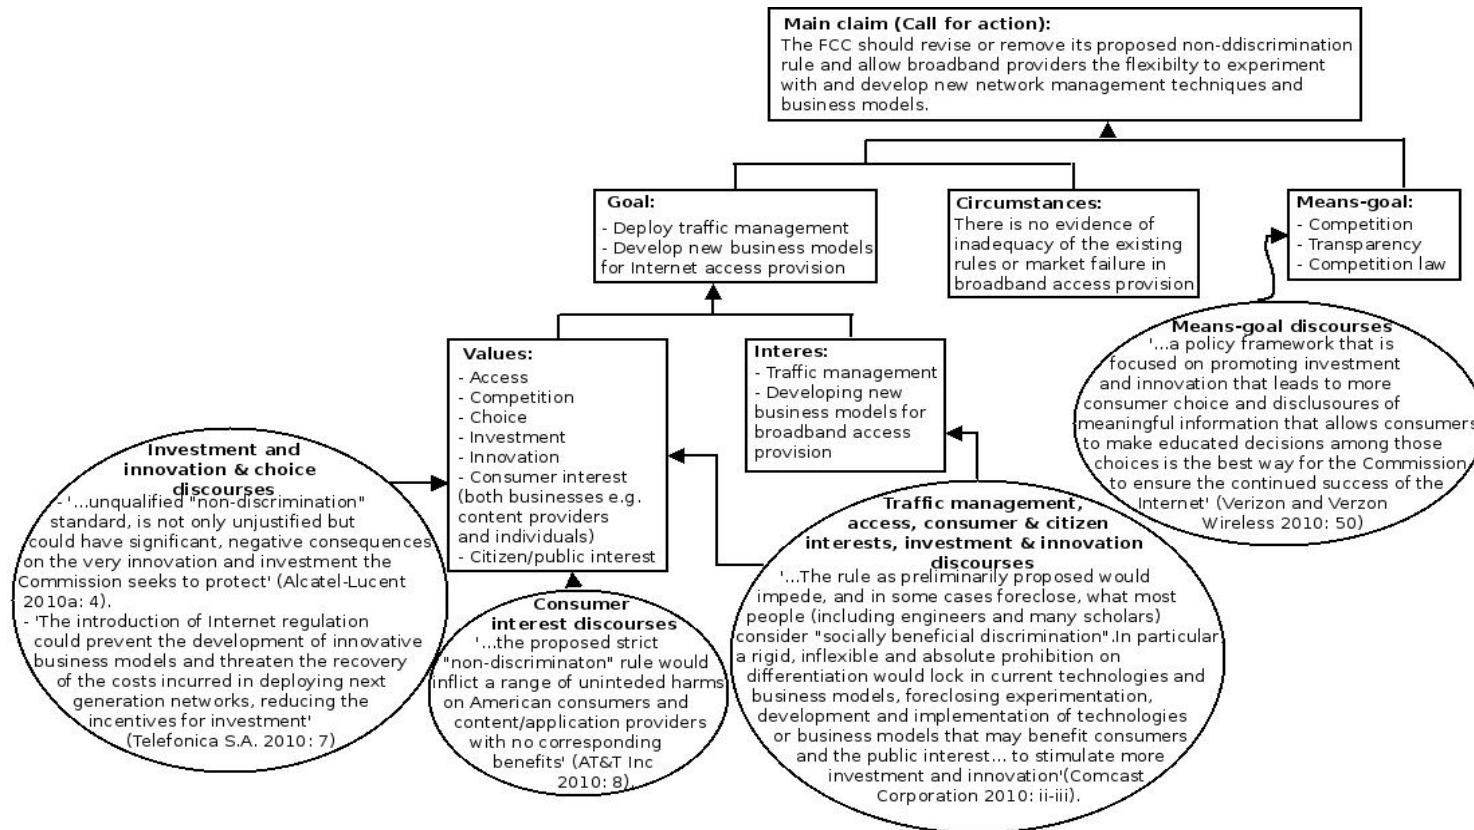 Main claim (Call for action):
The FCC should revise or remove its proposed non-ddiscrimination
rule and allow broadband providers the flexibilty to experiment
with and develop new network management techniques and
business models.
Goal:
- Deploy traffic management
- Develop new business models
for Internet access provision
Circumstances:
There is no evidence of
inadequacy of the existing
rules or market failure in
broadband access provision
Means-goal:
- Competition
- Transparency
- Competition law
Values:
- Access
- Competition
- Choice
- Investment
- Innovation
- Consumer interest
(both businesses e.g.
content providers
and individuals)
- Citizen/public interest
Interes:
- Traffic management
- Developing new
business models for
broadband access
provision
Means-goal discourses
'...a policy framework that is
focused on promoting investment
and innovation that leads to more
consumer choice and disclusoures of
meaningful information that allows consumers
to make educated decisions among those
choices is the best way for the Commission
to ensure the continued success of the
Internet' (Verizon and Verzon
Wireless 2010: 50)
Investment and
innovation & choice
discourses
- '...unqualified "non-discrimination"
standard, is not only unjustified but
could have significant, negative consequences
on the very innovation and investment the
Commission seeks to protect' (Alcatel-Lucent
2010a: 4).
- 'The introduction of Internet regulation
could prevent the development of innovative
business models and threaten the recovery
of the costs incurred in deploying next
generation networks, reducing the
incentives for investment'
(Telefonica S.A. 2010: 7)
Consumer
interest discourses
'...the proposed strict
"non-discriminaton" rule would
inflict a range of uninteded harms
on American consumers and
content/application providers
with no corresponding
benefits' (AT&T Inc
2010: 8).
Traffic management,
access, consumer & citizen
interests, investment & innovation
discourses
'...The rule as preliminarily proposed would
impede, and in some cases foreclose, what most
people (including engineers and many scholars)
consider "socially beneficial discrimination".In particular
a rigid, inflexible and absolute prohibition on
differentiation would lock in current technologies and
business models, foreclosing experimentation,
development and implementation of technologies
or business models that may benefit consumers
and the public interest... to stimulate more
investment and innovation'(Comcast
Corporation 2010: ii-iii).